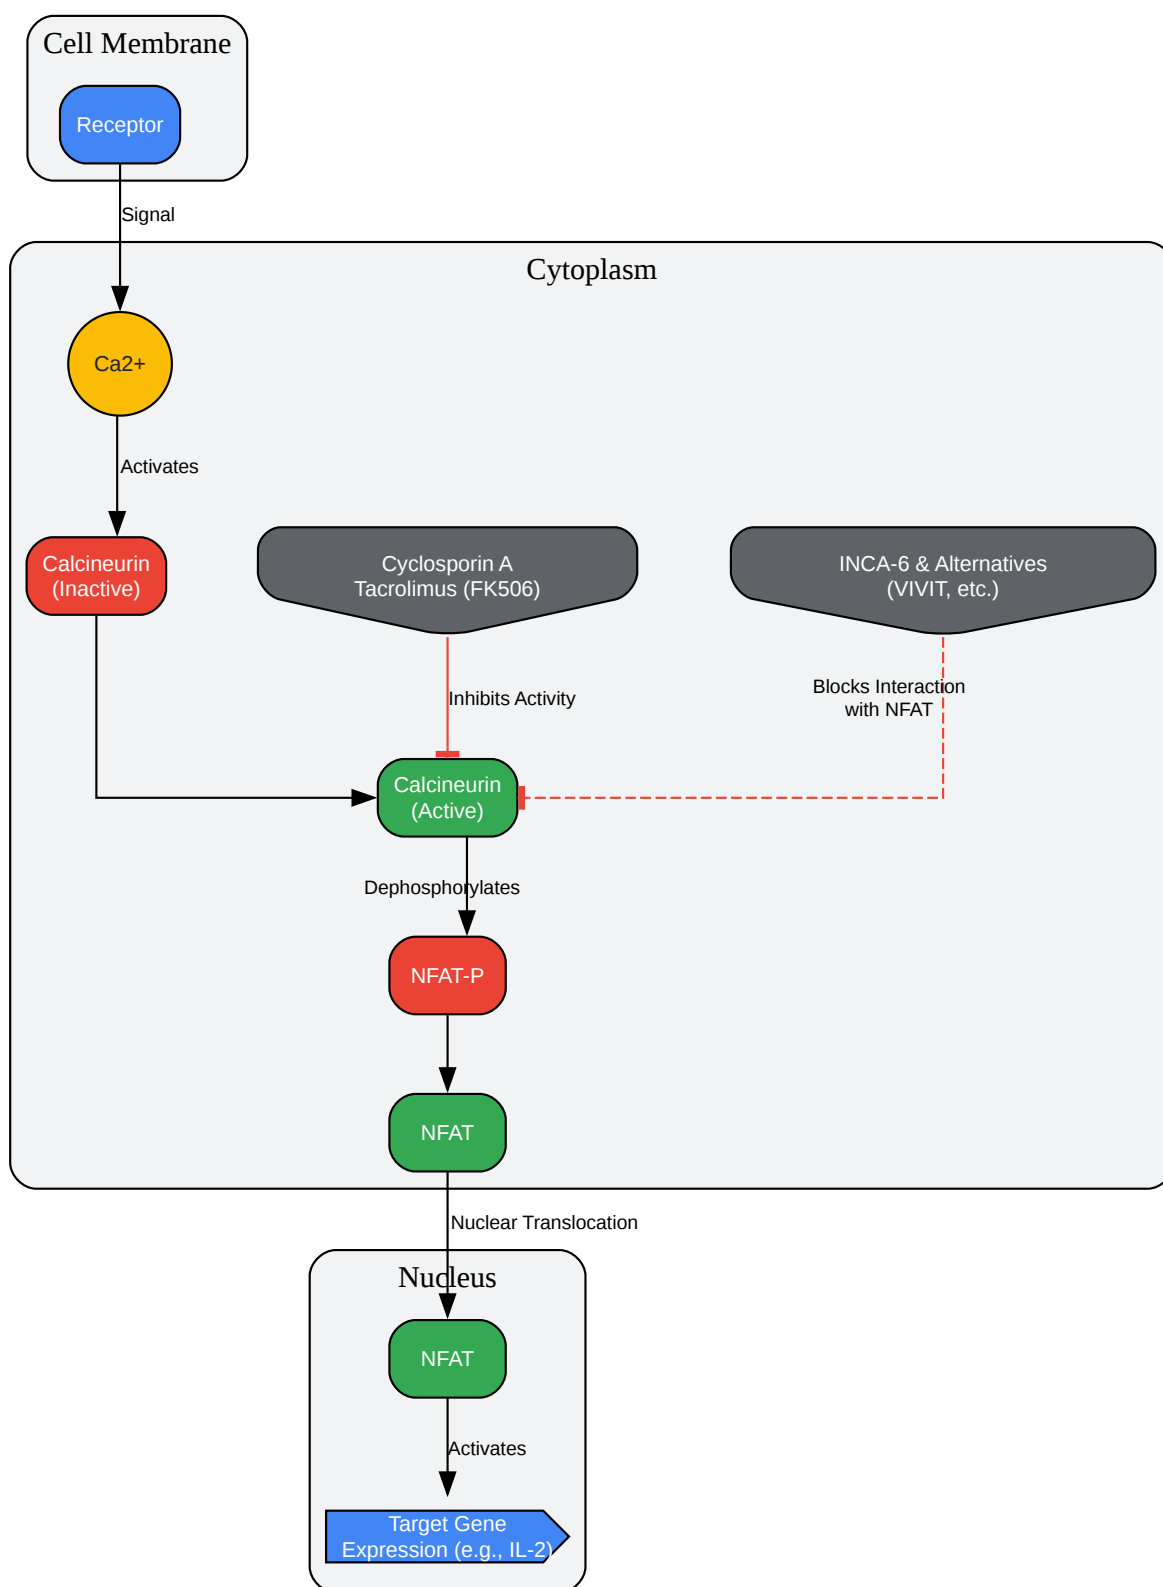 Cell Membrane
Receptor
Signal
Cytoplasm
Ca2+
Activates
Calcineurin
(Inactive)
Cyclosporin A
Tacrolimus (FK506)
INCA-6 & Alternatives
(VIVIT, etc.)
Inhibits Activity
Blocks Interaction
with NFAT
Calcineurin
(Active)
Dephosphorylates
NFAT-P
NFAT
Nuclear Translocation
Nucleus
NFAT
Activates
Target Gene
Expression (e.g., IL-2)